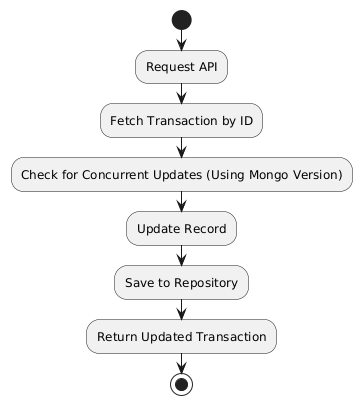 Request API
Fetch Transaction by ID
Check for Concurrent Updates (Using Mongo Version)
Update Record
Save to Repository
Return Updated Transaction